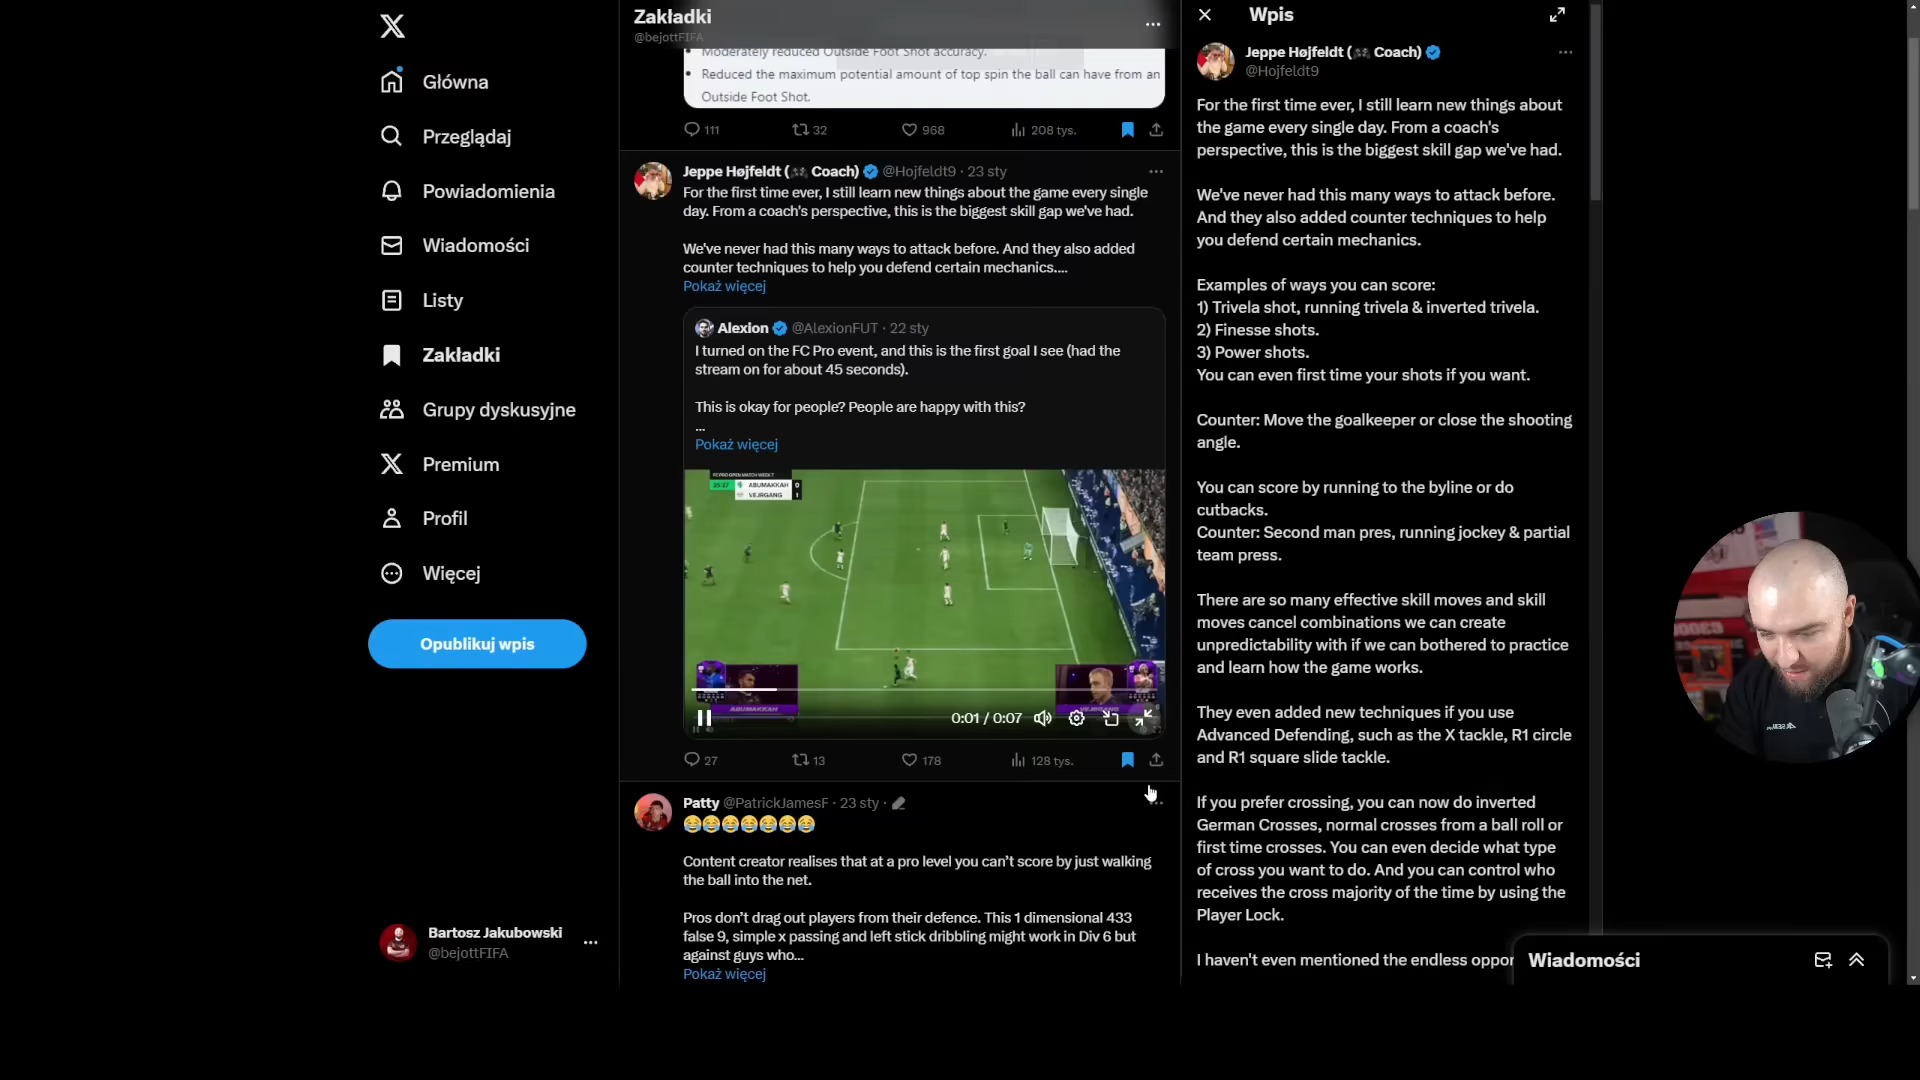 Główna
Przeglądaj
Powiadomienia
Wiadomości
Listy
Zakładki
Grupy dyskusyjne
Premium
Profil
Więcej
Opublikuj wpis
Bartosz Jakubowski
@bejottFIFA
Zakładki
@bejottFIFA
Moderately reduced Outside Foot Shot accuracy.
Reduced the maximum potential amount of top spin the ball can have from an
Outside Foot Shot.
111 32 968 208 tys.
Jeppe Højfeldt (🎮 Coach) @Hojfeldt9 · 23 sty
For the first time ever, I still learn new things about the game every single
day. From a coach's perspective, this is the biggest skill gap we've had.
We've never had this many ways to attack before. And they also added
counter techniques to help you defend certain mechanics....
Pokaż więcej
Alexion @AlexionFUT · 22 sty
I turned on the FC Pro event, and this is the first goal I see (had the
stream on for about 45 seconds).
This is okay for people? People are happy with this?
...
Pokaż więcej
FC PRO OPEN MATCH WEEK 7
ABUMAKKAH 0
VEJRGANG 1
ABUMAKKAH
VEJRGANG
0:01 / 0:07
27 13 178 128 tys.
Patty @PatrickJamesF · 23 sty
😂😂😂😂😂😂😂
Content creator realises that at a pro level you can't score by just walking
the ball into the net.
Pros don't drag out players from their defence. This 1 dimensional 433
false 9, simple x passing and left stick dribbling might work in Div 6 but
against guys who...
Pokaż więcej
Wpis
Jeppe Højfeldt (🎮 Coach)
@Hojfeldt9
For the first time ever, I still learn new things about
the game every single day. From a coach's
perspective, this is the biggest skill gap we've had.
We've never had this many ways to attack before.
And they also added counter techniques to help
you defend certain mechanics.
Examples of ways you can score:
1) Trivela shot, running trivela & inverted trivela.
2) Finesse shots.
3) Power shots.
You can even first time your shots if you want.
Counter: Move the goalkeeper or close the shooting
angle.
You can score by running to the byline or do
cutbacks.
Counter: Second man pres, running jockey & partial
team press.
There are so many effective skill moves and skill
moves cancel combinations we can create
unpredictability with if we can bothered to practice
and learn how the game works.
They even added new techniques if you use
Advanced Defending, such as the X tackle, R1 circle
and R1 square slide tackle.
If you prefer crossing, you can now do inverted
German Crosses, normal crosses from a ball roll or
first time crosses. You can even decide what type
of cross you want to do. And you can control who
receives the cross majority of the time by using the
Player Lock.
I haven't even mentioned the endless oppor
Wiadomości